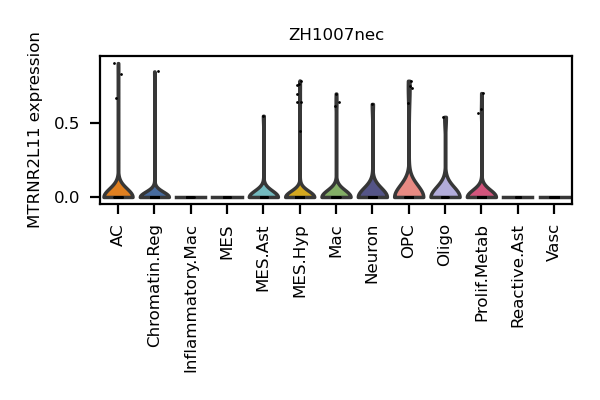 ZH1007nec
MTRNR2L11 expression
0.5
0.0
AC
Chromatin.Reg
Inflammatory.Mac
MES
MES.Ast
MES.Hyp
Mac
Neuron
OPC
Oligo
Prolif.Metab
Reactive.Ast
Vasc